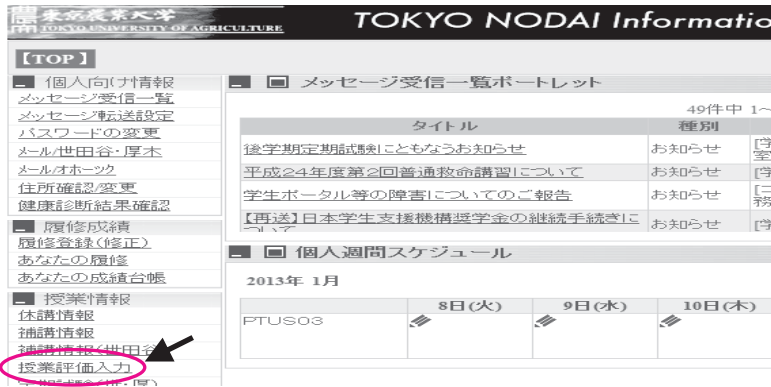 東京農業大学
TOKYO UNIVERSITY OF AGRICULTURE
TOKYO NODAI Informatio
【TOP】
個人向け情報
メッセージ受信一覧
メッセージ転送設定
パスワードの変更
メール/世田谷・厚木
メール/オホーツク
住所確認/変更
健康診断結果確認
履修成績
履修登録(修正)
あなたの履修
あなたの成績台帳
授業情報
休講情報
補講情報
補講情報(世田谷
授業評価入力
メッセージ受信一覧ポートレット
49件中 1~
タイトル 種別
後学期定期試験にともなうお知らせ お知らせ [学
平成24年度第2回普通救命講習について お知らせ [学
学生ポータル等の障害についてのご報告 お知らせ
【再送】日本学生支援機構奨学金の継続手続きに
ついて お知らせ [学
個人週間スケジュール
2013年 1月
8日(火) 9日(水) 10日(木)
PTUS03